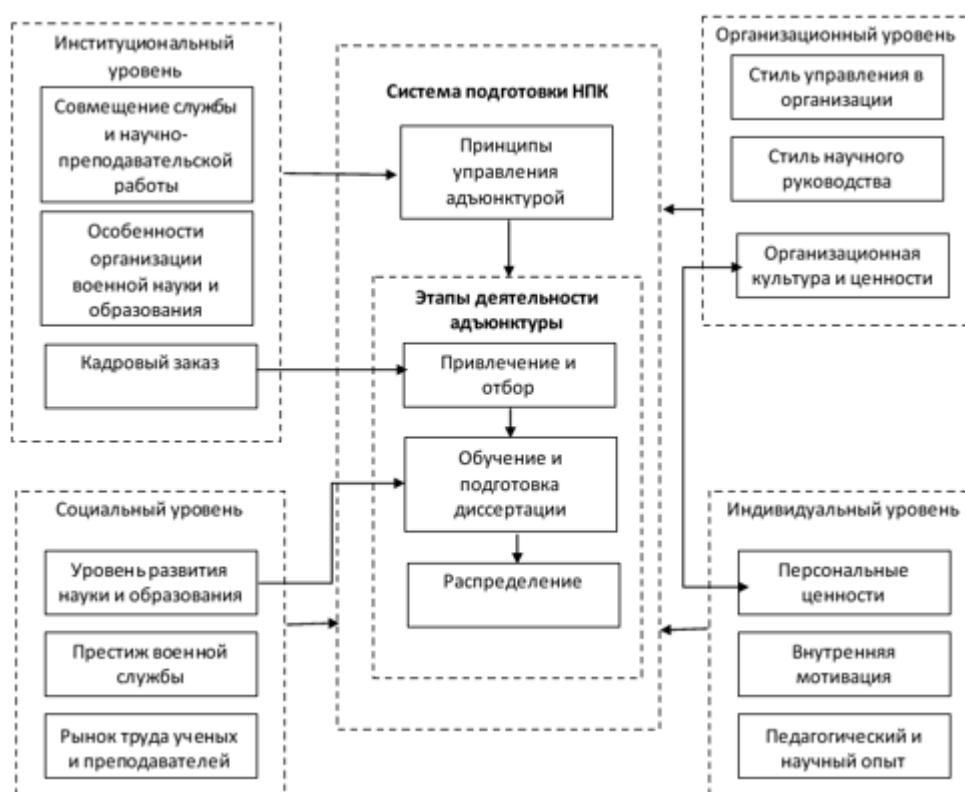 Институциональный
уровень
Совмещение службы
и научно-
преподавательской
работы
Особенности
организации
военной науки и
образования
Кадровый заказ
Социальный уровень
Уровень развития
науки и образования
Престиж военной
службы
Рынок труда ученых
и преподавателей
Система подготовки НПК
Принципы
управления
адъюнктурой
Этапы деятельности
адъюнктуры
Привлечение и
отбор
Обучение и
подготовка
диссертации
Распределение
Организационный уровень
Стиль управления в
организации
Стиль научного
руководства
Организационная
культура и ценности
Индивидуальный уровень
Персональные
ценности
Внутренняя
мотивация
Педагогический и
научный опыт